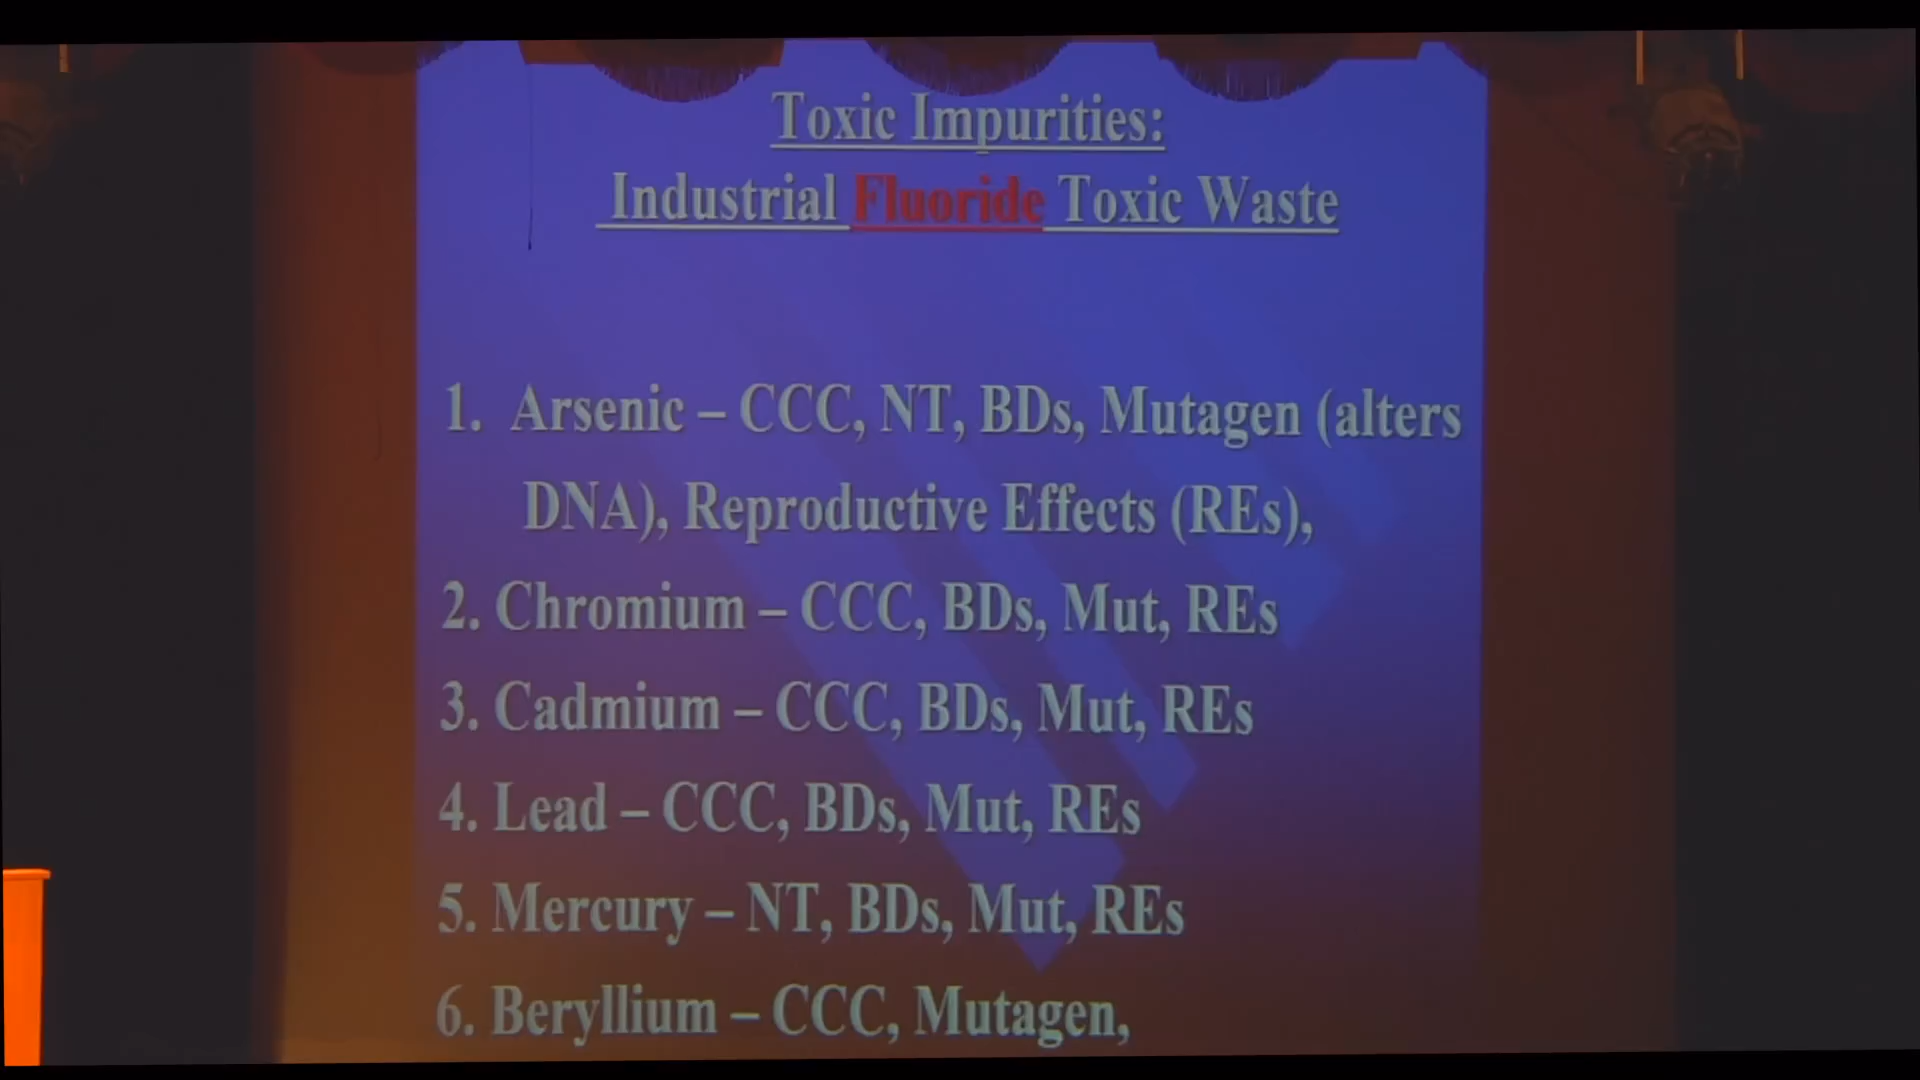 Toxic Impurities:
Industrial Fluoride Toxic Waste
1. Arsenic – CCC, NT, BDs, Mutagen (alters
DNA), Reproductive Effects (REs),
2. Chromium – CCC, BDs, Mut, REs
3. Cadmium – CCC, BDs, Mut, REs
4. Lead – CCC, BDs, Mut, REs
5. Mercury – NT, BDs, Mut, REs
6. Beryllium – CCC, Mutagen,